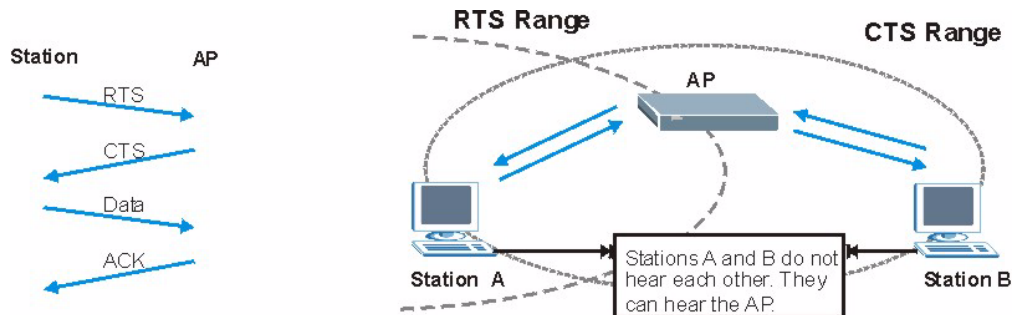 Station
AP
RTS
CTS
Data
ACK
RTS Range
CTS Range
AP
Station A
Station B
Stations A and B do not
hear each other. They
can hear the AP.